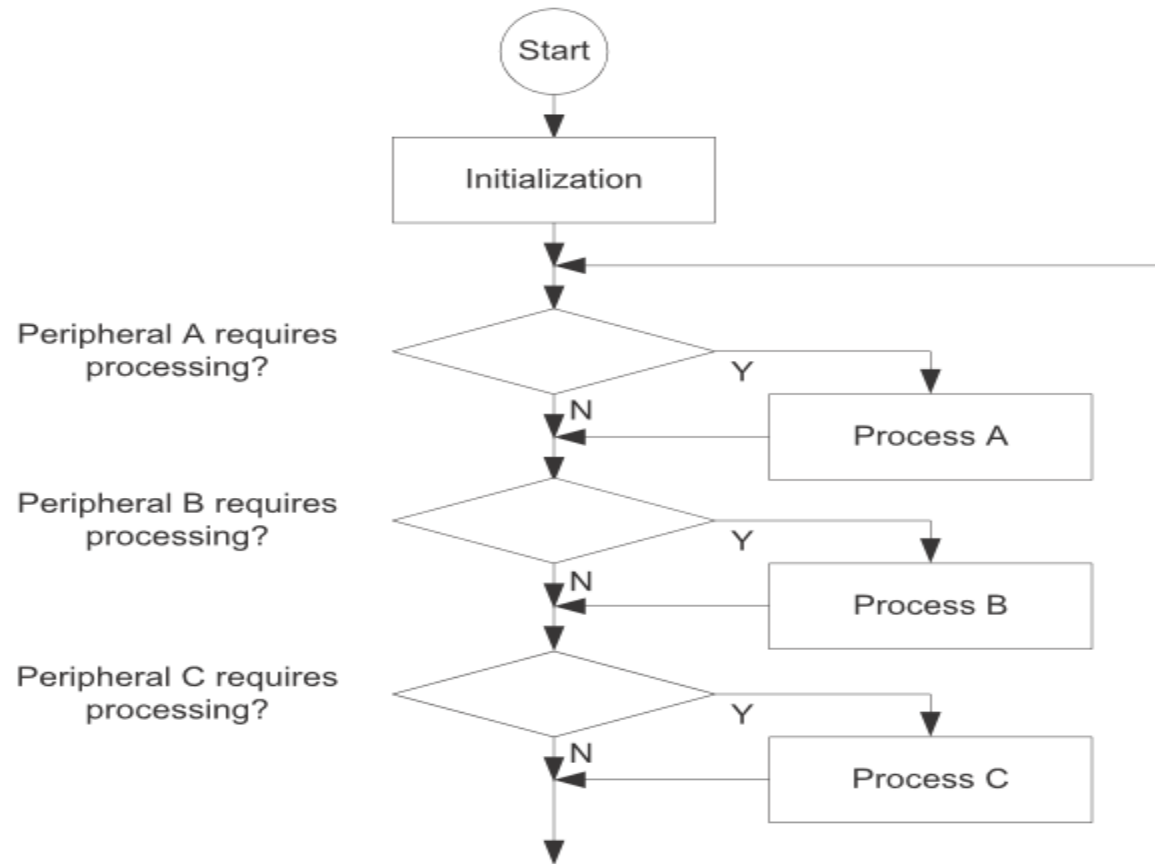 Start
Initialization
Peripheral A requires
processing?
Y
N
Process A
Peripheral B requires
processing?
Y
N
Process B
Peripheral C requires
processing?
Y
N
Process C